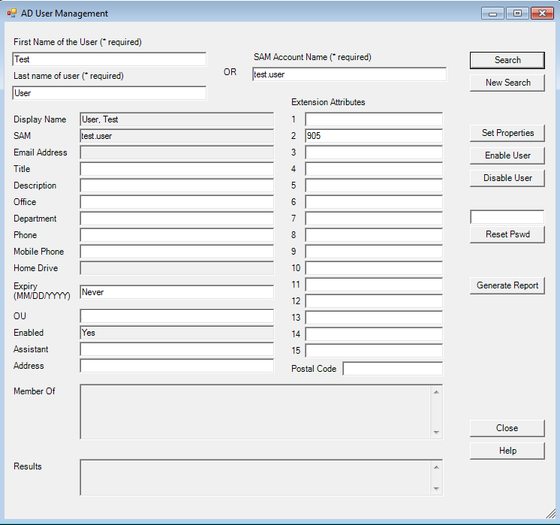 AD User Management
First Name of the User (* required)
Test
Last name of user (* required)
User
OR
SAM Account Name (* required)
test.user
Search
New Search
Display Name
User, Test
SAM
test.user
Email Address
Title
Description
Office
Department
Phone
Mobile Phone
Home Drive
Expiry
(MM/DD/YYYY)
Never
OU
Enabled
Yes
Assistant
Address
Extension Attributes
1
2
905
3
4
5
6
7
8
9
10
11
12
13
14
15
Postal Code
Set Properties
Enable User
Disable User
Reset Pswd
Generate Report
Member Of
Results
Close
Help